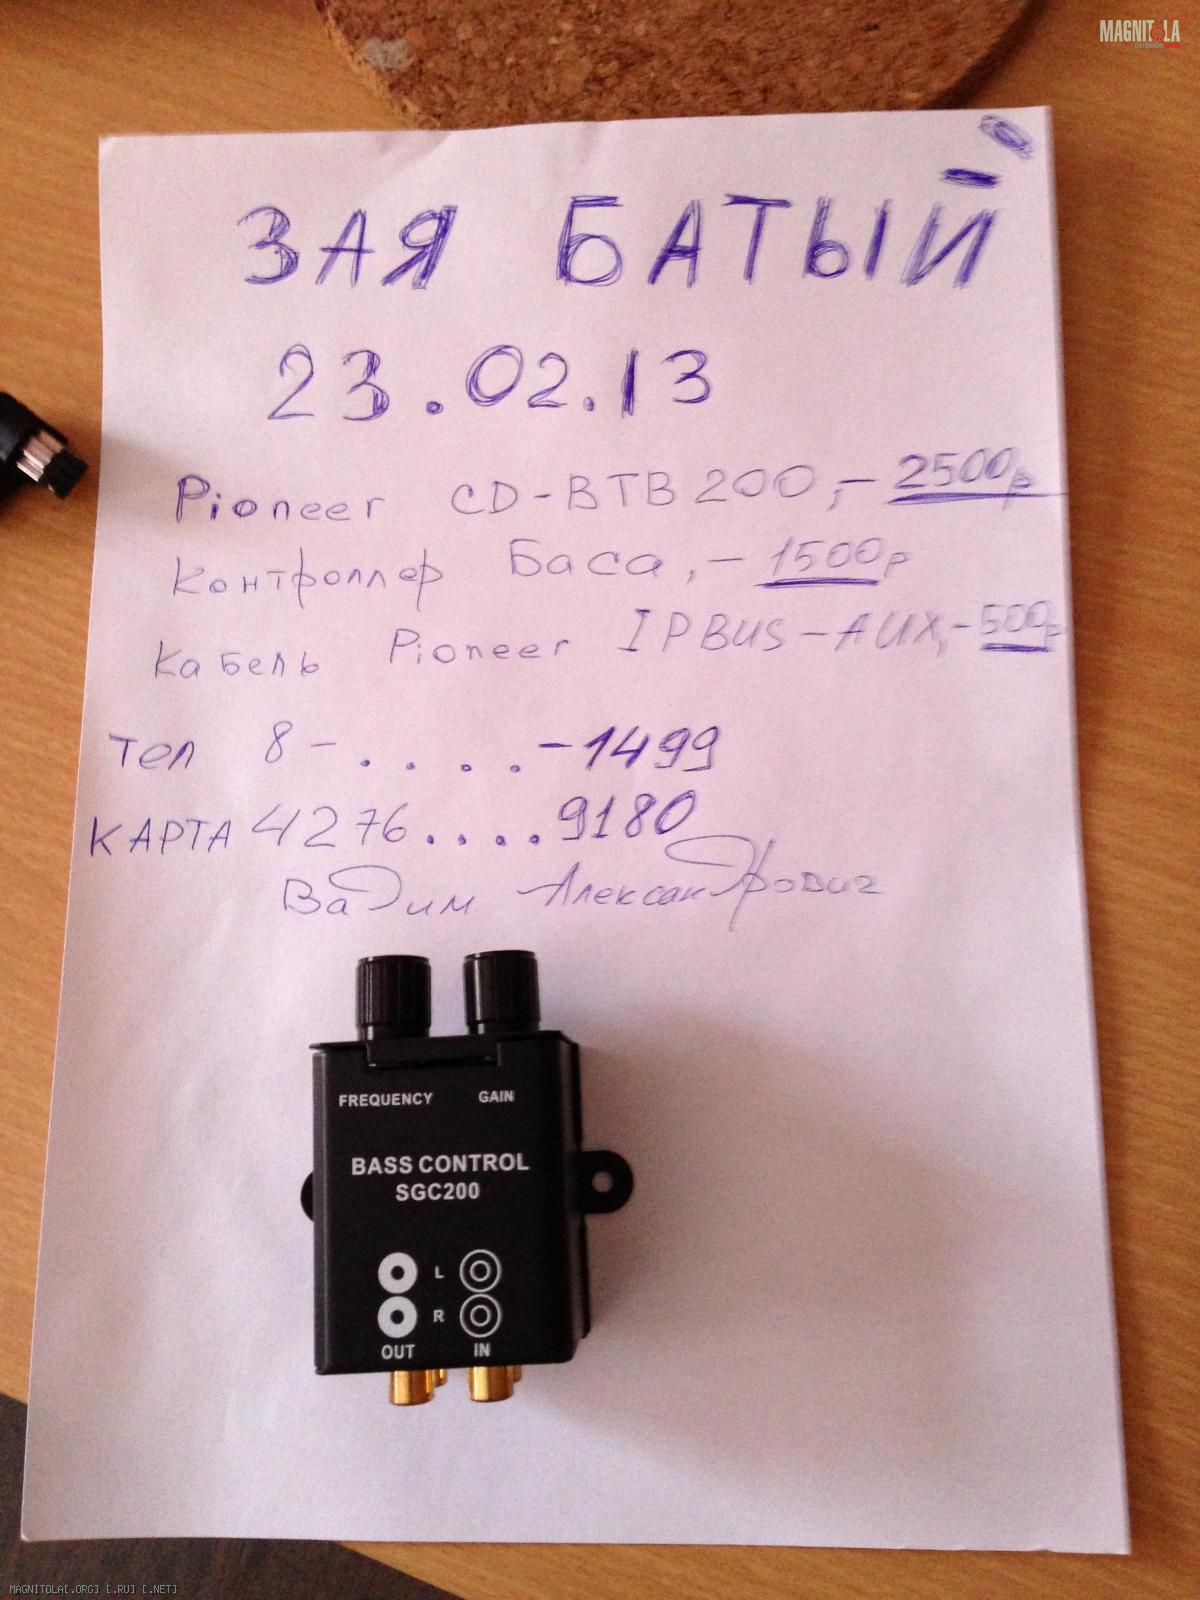 MAGNITOLA
ЗАЯ БАТЫЙ
23.02.13
Pioneer CD-BTB200,- 2500р
Контроллер Баса,- 1500р
Кабель Pioneer IPBUS-AUX,- 500р
Тел 8-....-1499
КАРТА 4276....9180
Вадим Александрович
FREQUENCY GAIN
BASS CONTROL
SGC200
L
R
OUT IN
MAGNITOLA[.ORG] [.RU] [.NET]